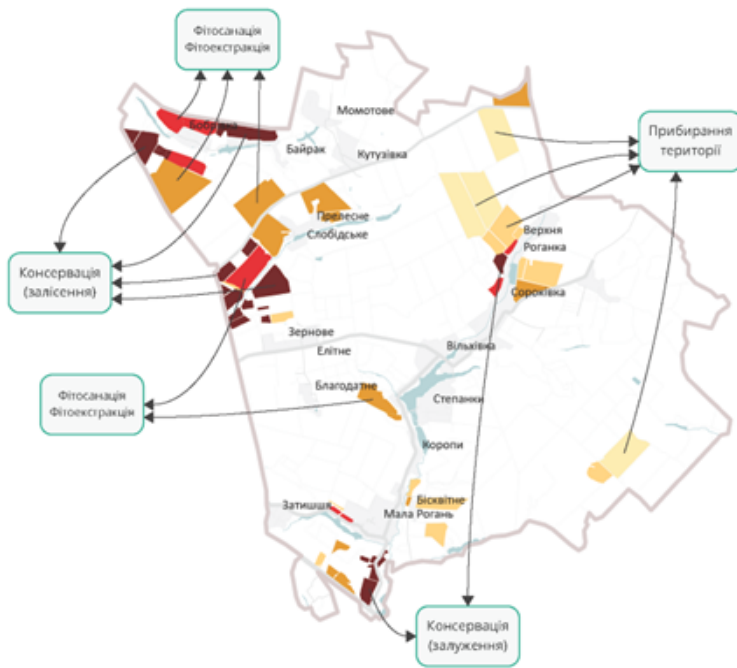 Фітосанація
Фітоекстракція
Момотове
Бобрівка
Прибирання
території
Байрак
Кутузівка
Прелесне
Слобідське
Верхня
Роганка
Консервація
(залісення)
Сороківка
Зернове
Вільхівка
Елітне
Фітосанація
Фітоекстракція
Благодатне
Степанки
Коропи
Бісквітне
Затишшя
Мала Рогань
Консервація
(залуження)